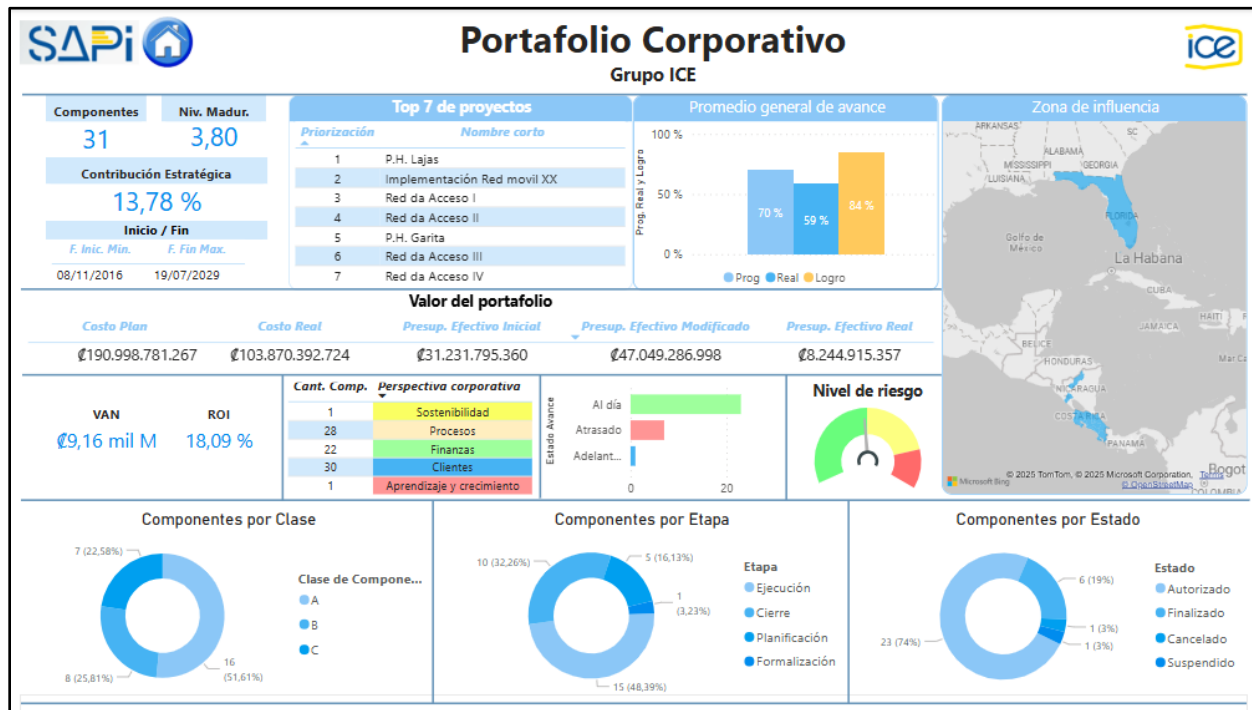 SAPi
Portafolio Corporativo
Grupo ICE
ice
Componentes
Niv. Madur.
31
3,80
Contribución Estratégica
13,78 %
Inicio / Fin
F. Inic. Min.
F. Fin Max.
08/11/2016
19/07/2029
Top 7 de proyectos
Priorización
Nombre corto
1 P.H. Lajas
2 Implementación Red movil XX
3 Red da Acceso I
4 Red da Acceso II
5 P.H. Garita
6 Red da Acceso III
7 Red da Acceso IV
Promedio general de avance
Prog, Real y Logro
100 %
50 %
0 %
70 %
59 %
84 %
Prog Real Logro
Zona de influencia
ARKANSAS
SC
ALABAMA
MISSISSIPPI
GEORGIA
LUISIANA
FLORIDA
Golfo de
México
La Habana
CUBA
HAITI
JAMAICA
BELICE
HONDURAS
Mar Ca
NICARAGUA
COSTA RICA
PANAMA
Bogot
COLOMBIA
Microsoft Bing
© 2025 TomTom, © 2025 Microsoft Corporation, Terms
© OpenStreetMap
Valor del portafolio
Costo Plan
Costo Real
Presup. Efectivo Inicial
Presup. Efectivo Modificado
Presup. Efectivo Real
₡190.998.781.267
₡103.870.392.724
₡31.231.795.360
₡47.049.286.998
₡8.244.915.357
VAN
ROI
₡9,16 mil M
18,09 %
Cant. Comp. Perspectiva corporativa
1 Sostenibilidad
28 Procesos
22 Finanzas
30 Clientes
1 Aprendizaje y crecimiento
Estado Avance
Al día
Atrasado
Adelant...
0
20
Nivel de riesgo
Componentes por Clase
7 (22,58%)
8 (25,81%)
16
(51,61%)
Clase de Compone...
A
B
C
Componentes por Etapa
10 (32,26%)
5 (16,13%)
1
(3,23%)
15 (48,39%)
Etapa
Ejecución
Cierre
Planificación
Formalización
Componentes por Estado
6 (19%)
1 (3%)
1 (3%)
23 (74%)
Estado
Autorizado
Finalizado
Cancelado
Suspendido